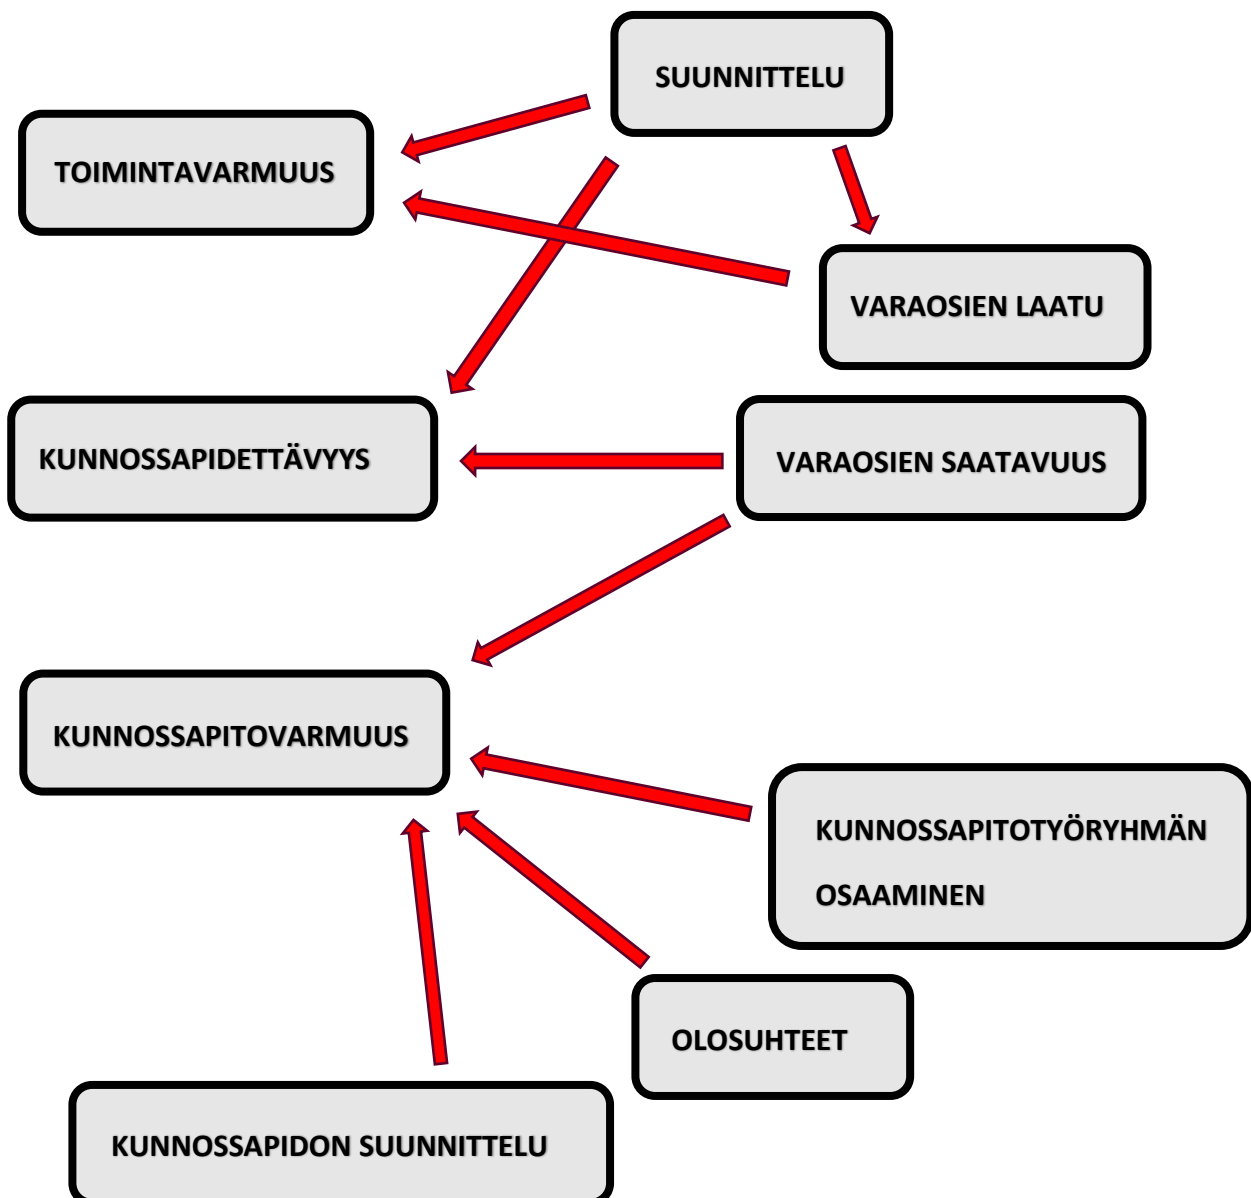 SUUNNITTELU
TOIMINTAVARMUUS
VARAOSIEN LAATU
KUNNOSSAPIDETTÄVYYS
VARAOSIEN SAATAVUUS
KUNNOSSAPITOVARMUUS
KUNNOSSAPITOTYÖRYHMÄN
OSAAMINEN
OLOSUHTEET
KUNNOSSAPIDON SUUNNITTELU